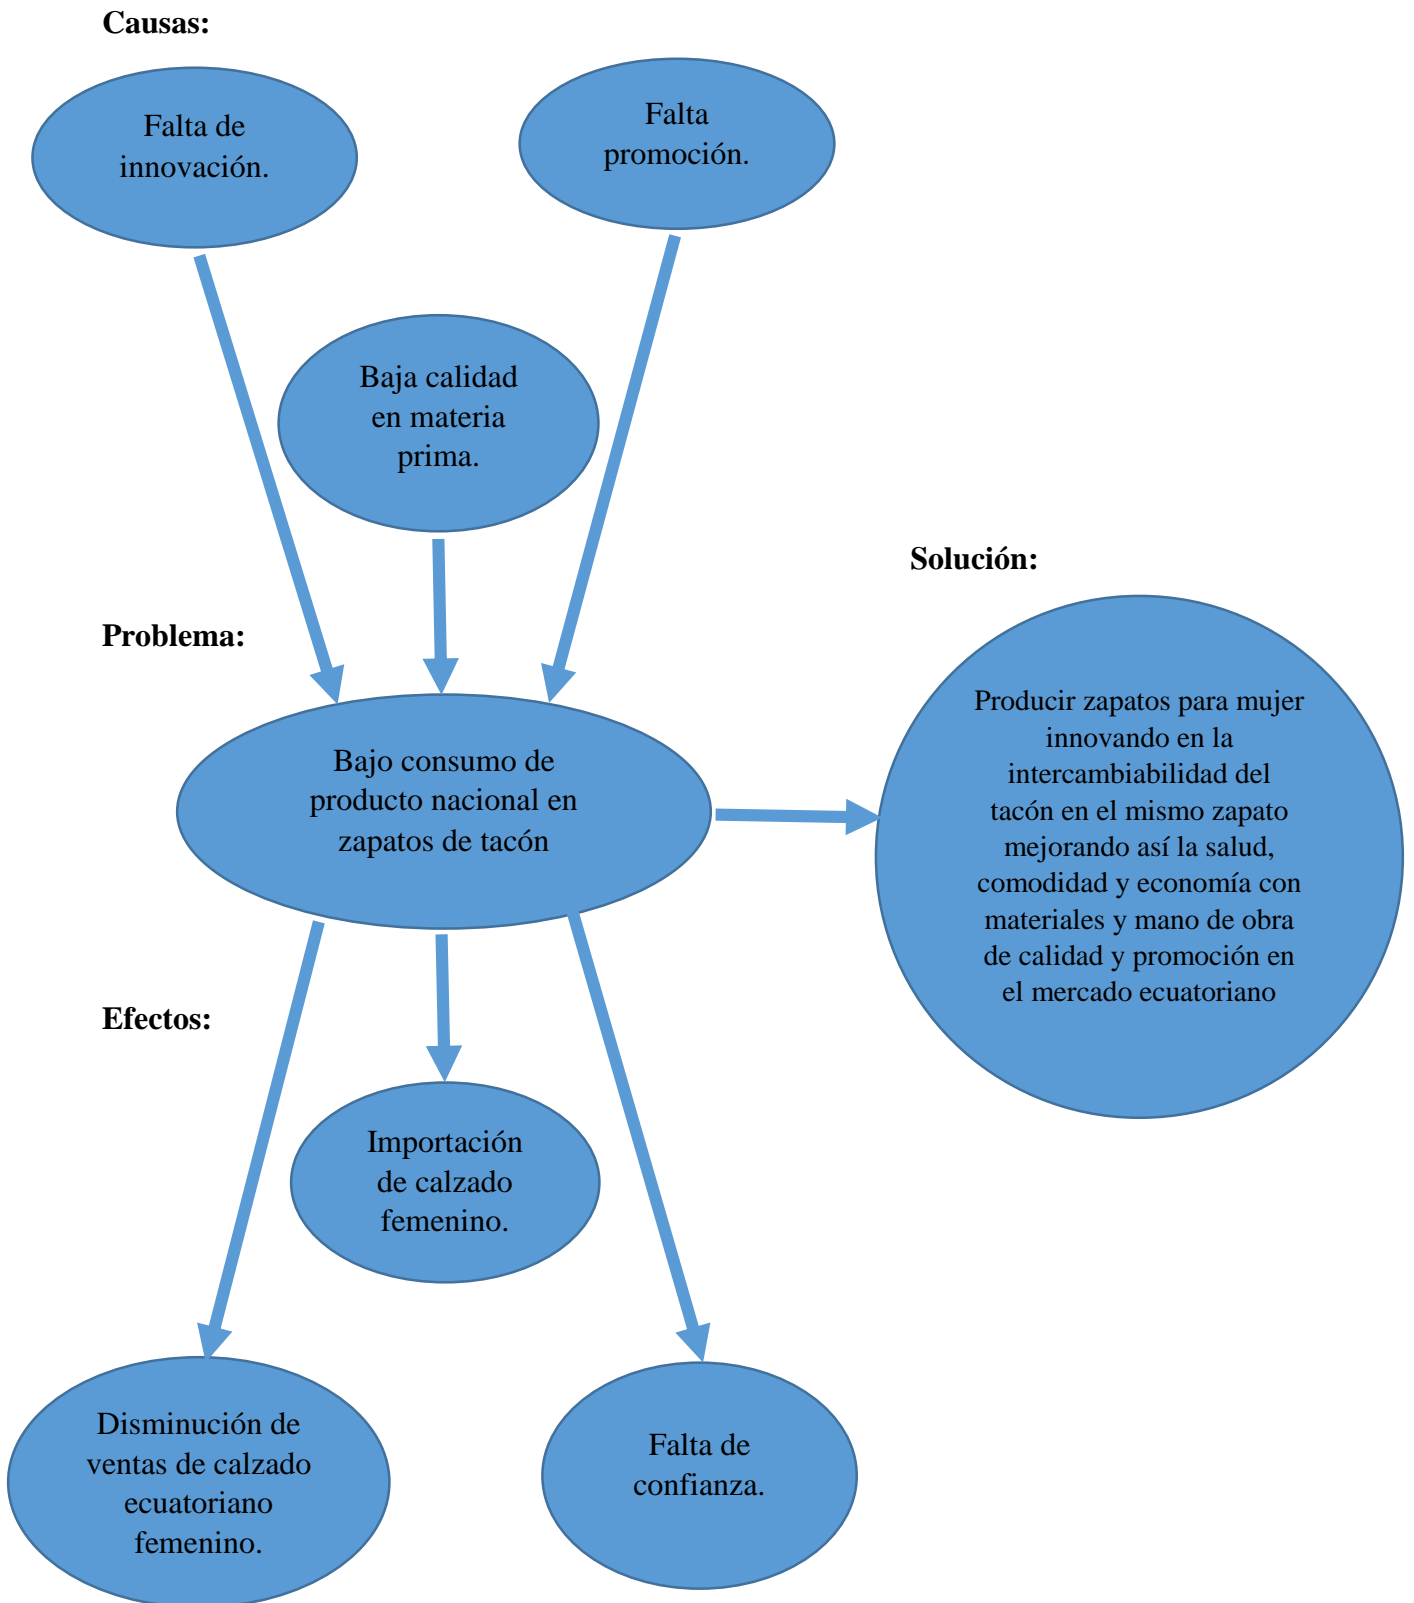 Causas:
Falta de
innovación.
Falta
promoción.
Baja calidad
en materia
prima.
Solución:
Problema:
Bajo consumo de
producto nacional en
zapatos de tacón
Producir zapatos para mujer
innovando en la
intercambiabilidad del
tacón en el mismo zapato
mejorando así la salud,
comodidad y economía con
materiales y mano de obra
de calidad y promoción en
el mercado ecuatoriano
Efectos:
Importación
de calzado
femenino.
Disminución de
ventas de calzado
ecuatoriano
femenino.
Falta de
confianza.